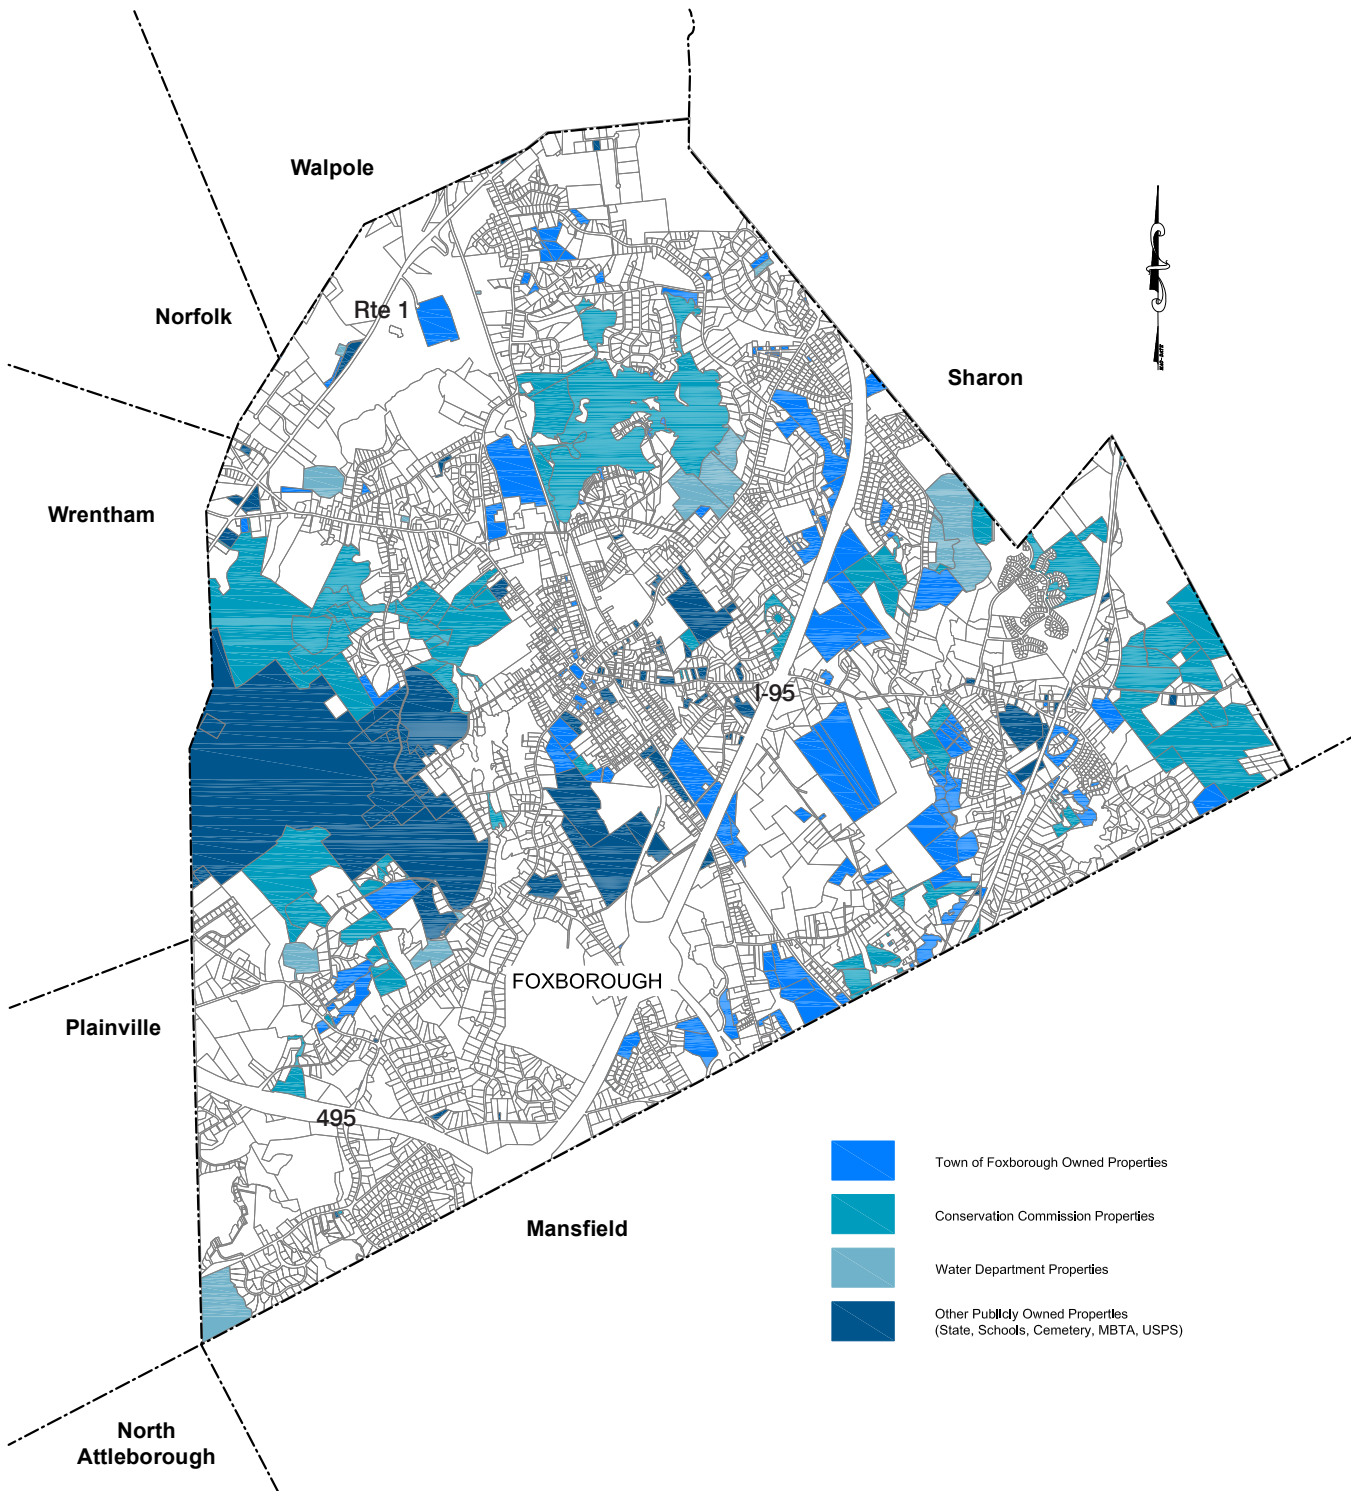 Walpole
Rte 1
Norfolk
Sharon
Wrentham
I-95
FOXBOROUGH
Plainville
495
Town of Foxborough Owned Properties
Conservation Commission Properties
Mansfield
Water Department Properties
Other Publicly Owned Properties
(State, Schools, Cemetery, MBTA, USPS)
North
Attleborough